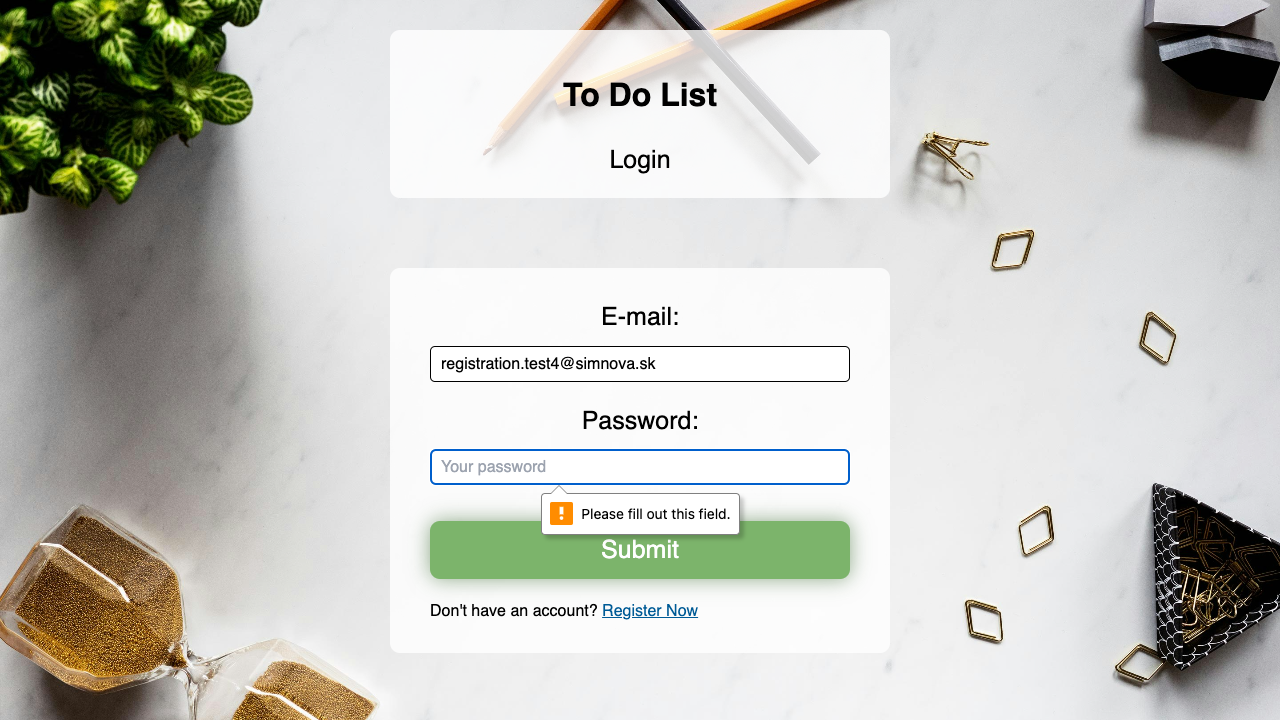 To Do List
Login
E-mail:
registration.test4@simnova.sk
Password:
Your password
Please fill out this field.
Submit
Don't have an account? Register Now